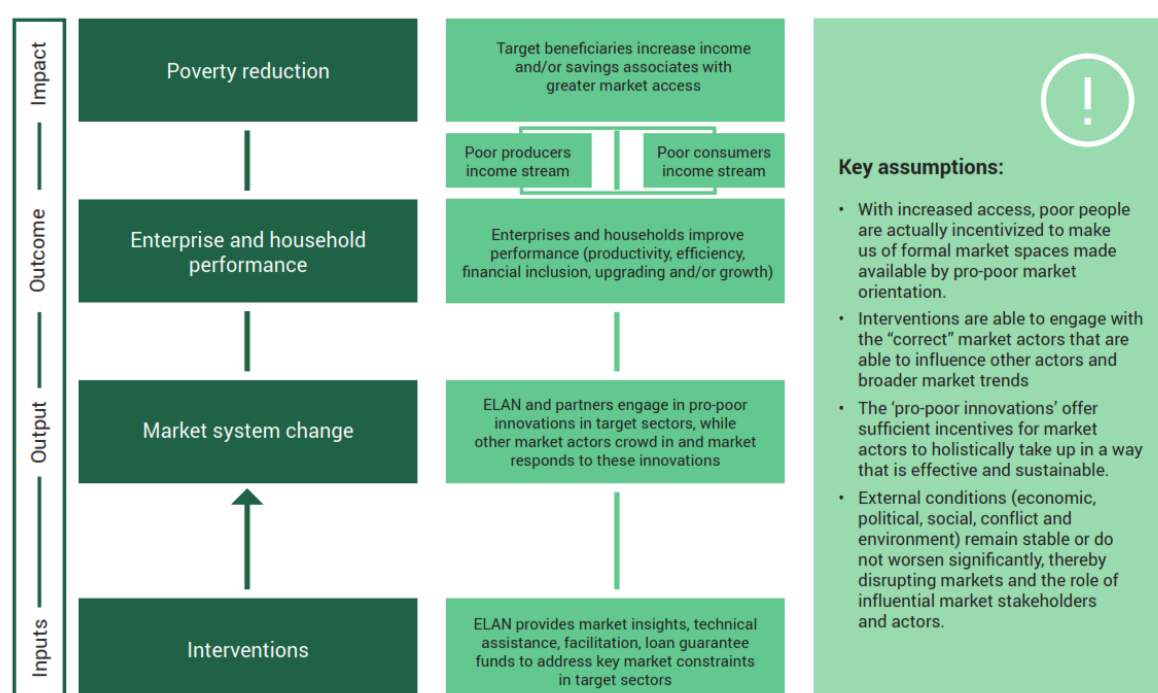 Impact
Poverty reduction
Target beneficiaries increase income
and/or savings associates with
greater market access
Poor producers
income stream
Poor consumers
income stream
Outcome
Enterprise and household
performance
Enterprises and households improve
performance (productivity, efficiency,
financial inclusion, upgrading and/or growth)
Output
Market system change
ELAN and partners engage in pro-poor
innovations in target sectors, while
other market actors crowd in and market
responds to these innovations
Inputs
Interventions
ELAN provides market insights, technical
assistance, facilitation, loan guarantee
funds to address key market constraints
in target sectors
!
Key assumptions:
• With increased access, poor people
are actually incentivized to make
us of formal market spaces made
available by pro-poor market
orientation.
• Interventions are able to engage with
the “correct” market actors that are
able to influence other actors and
broader market trends
• The ‘pro-poor innovations’ offer
sufficient incentives for market
actors to holistically take up in a way
that is effective and sustainable.
• External conditions (economic,
political, social, conflict and
environment) remain stable or do
not worsen significantly, thereby
disrupting markets and the role of
influential market stakeholders
and actors.